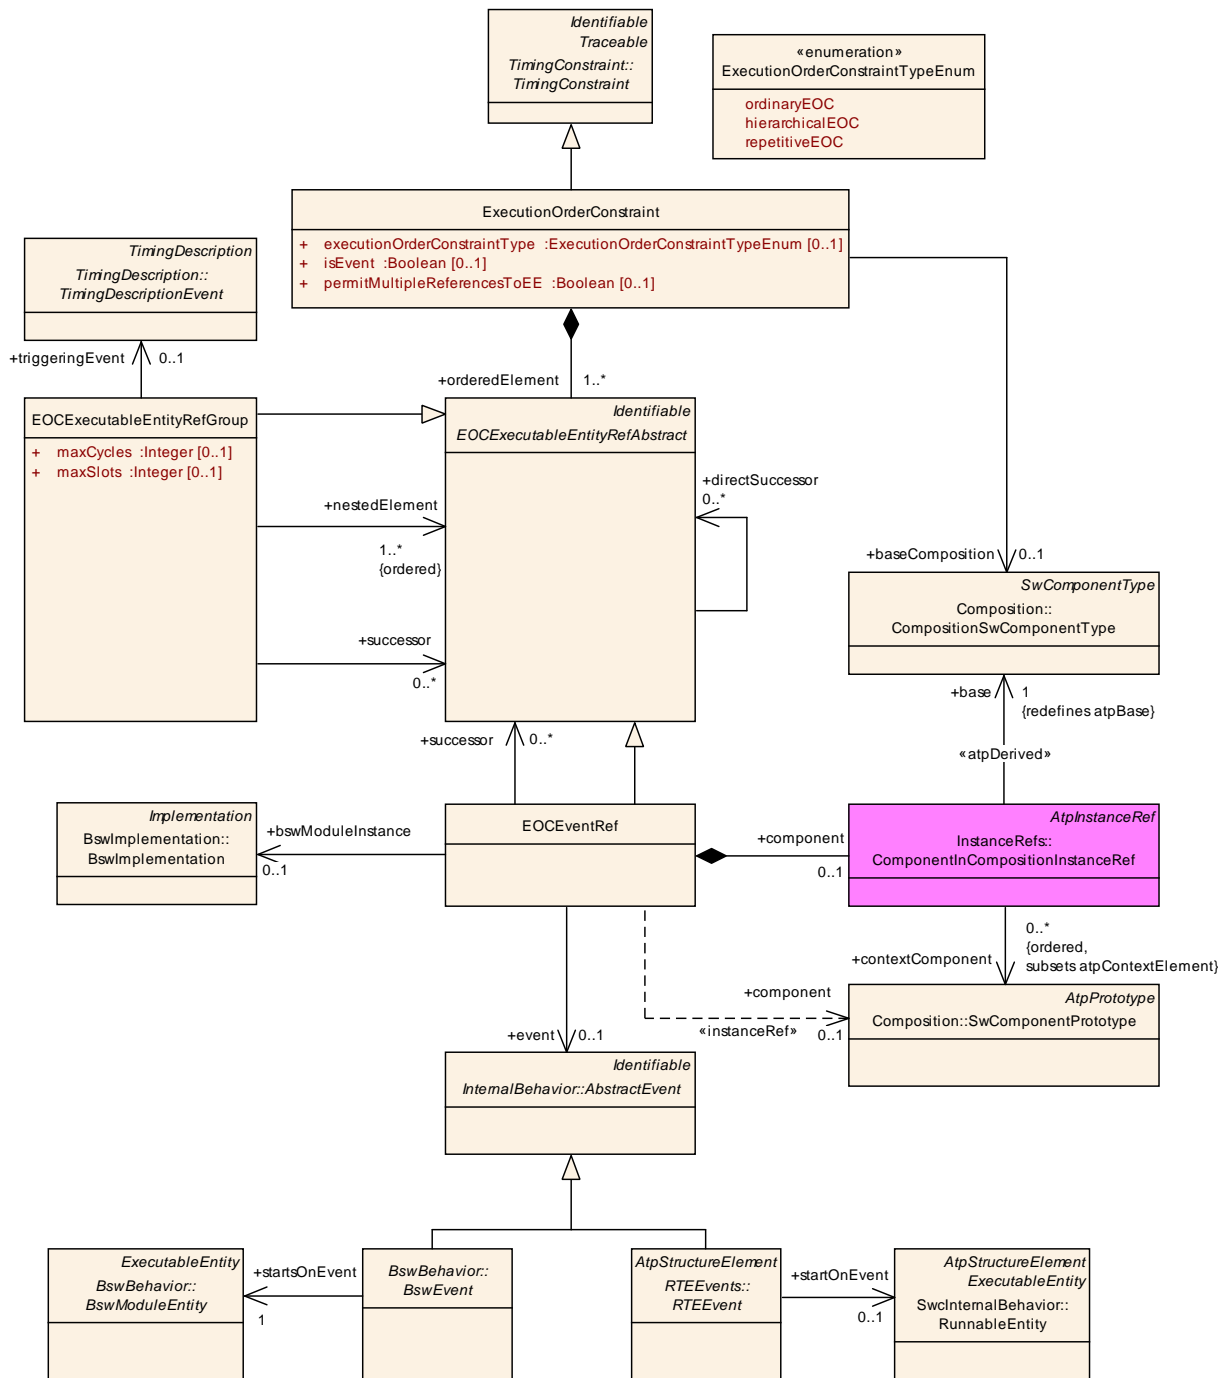 Identifiable
Traceable
TimingConstraint::
TimingConstraint
«enumeration»
ExecutionOrderConstraintTypeEnum
ordinaryEOC
hierarchicalEOC
repetitiveEOC
ExecutionOrderConstraint
+ executionOrderConstraintType :ExecutionOrderConstraintTypeEnum [0..1]
+ isEvent :Boolean [0..1]
+ permitMultipleReferencesToEE :Boolean [0..1]
TimingDescription
TimingDescription::
TimingDescriptionEvent
+triggeringEvent
0..1
+orderedElement
1..*
EOCExecutableEntityRefGroup
+ maxCycles :Integer [0..1]
+ maxSlots :Integer [0..1]
Identifiable
EOCExecutableEntityRefAbstract
+directSuccessor
0..*
+nestedElement
1..*
{ordered}
+baseComposition
0..1
SwComponentType
Composition::
CompositionSwComponentType
+successor
0..*
+base
1
{redefines atpBase}
+successor
0..*
«atpDerived»
Implementation
BswImplementation::
BswImplementation
+bswModuleInstance
0..1
EOCEventRef
+component
0..1
AtpInstanceRef
InstanceRefs::
ComponentInCompositionInstanceRef
0..*
{ordered,
subsets atpContextElement}
+contextComponent
+component
0..1
«instanceRef»
AtpPrototype
Composition::SwComponentPrototype
+event
0..1
Identifiable
InternalBehavior::AbstractEvent
ExecutableEntity
BswBehavior::
BswModuleEntity
+startsOnEvent
1
BswBehavior::
BswEvent
AtpStructureElement
RTEEvents::
RTEEvent
+startOnEvent
0..1
AtpStructureElement
ExecutableEntity
SwcInternalBehavior::
RunnableEntity